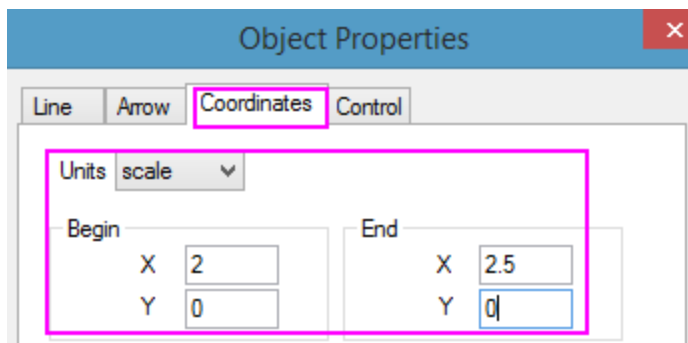 Object Properties
Line Arrow Coordinates Control
Units scale
Begin End
X 2 X 2.5
Y 0 Y 0